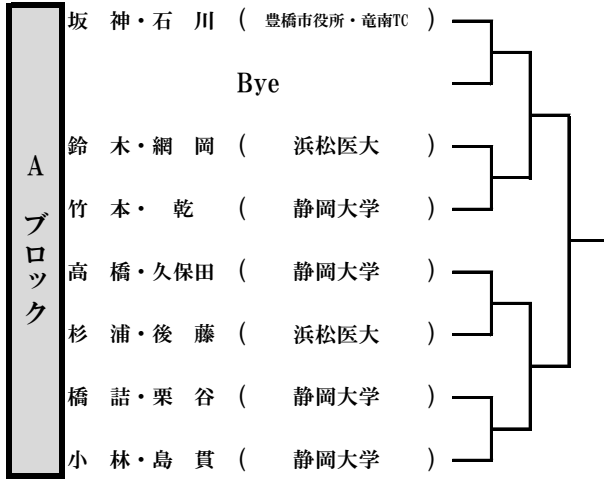 Aブロック
坂神・石川（豊橋市役所・竜南TC）
Bye
鈴木・網岡（浜松医大）
竹本・乾（静岡大学）
高橋・久保田（静岡大学）
杉浦・後藤（浜松医大）
橋詰・栗谷（静岡大学）
小林・島貫（静岡大学）